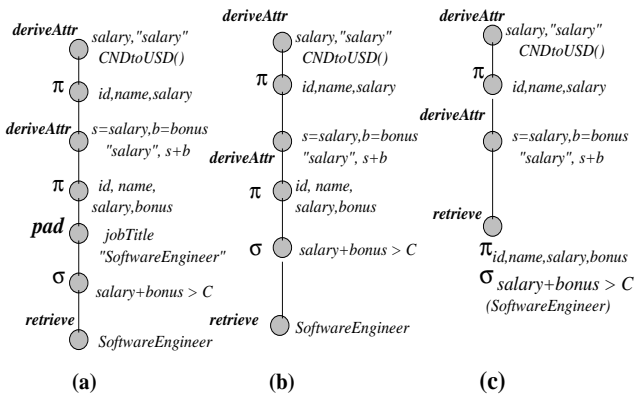 deriveAttr
salary,"salary"
CNDtoUSD()
π
id,name,salary
deriveAttr
s=salary,b=bonus
"salary", s+b
π
id, name,
salary,bonus
pad
jobTitle
"SoftwareEngineer"
σ
salary+bonus > C
retrieve
SoftwareEngineer
(a)
deriveAttr
salary,"salary"
CNDtoUSD()
π
id,name,salary
s=salary,b=bonus
deriveAttr
"salary", s+b
π
id, name,
salary,bonus
σ
salary+bonus > C
retrieve
SoftwareEngineer
(b)
deriveAttr
salary,"salary"
CNDtoUSD()
π
id,name,salary
deriveAttr
s=salary,b=bonus
"salary", s+b
retrieve
π id,name,salary,bonus
σ salary+bonus > C
(SoftwareEngineer)
(c)